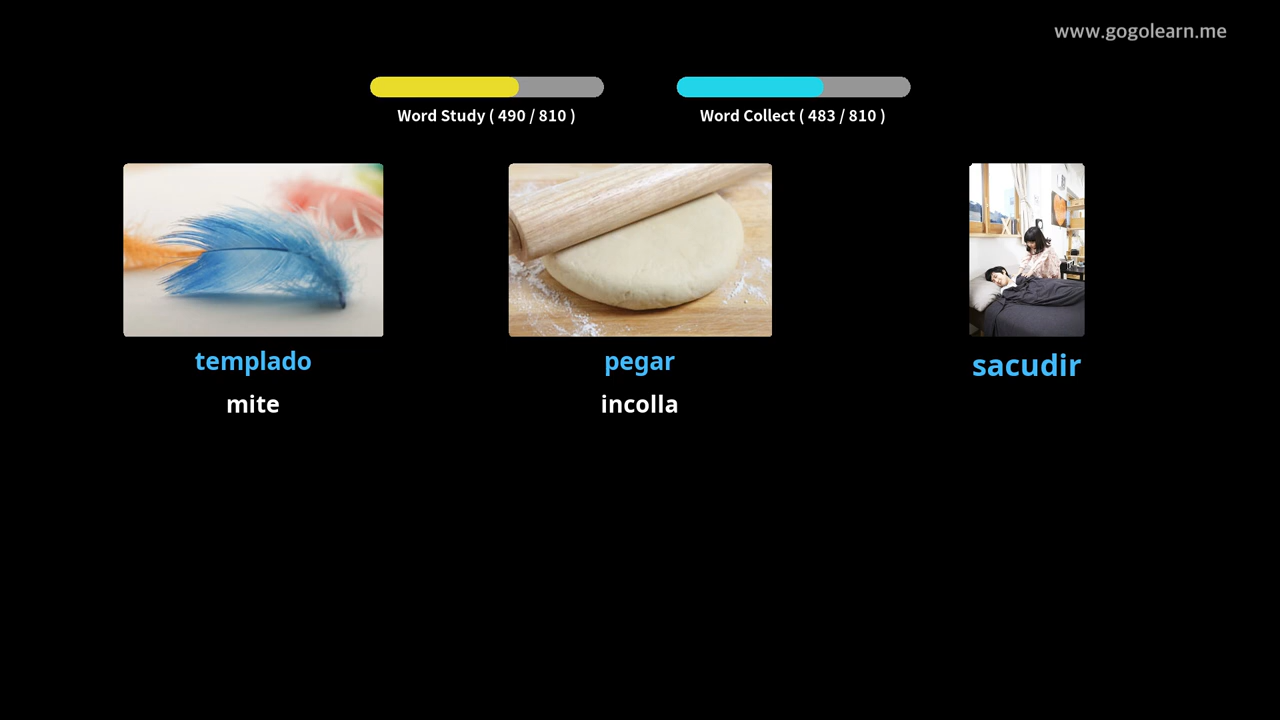 www.gogolearn.me
Word Study ( 490 / 810 )
Word Collect ( 483 / 810 )
templado
mite
pegar
incolla
sacudir